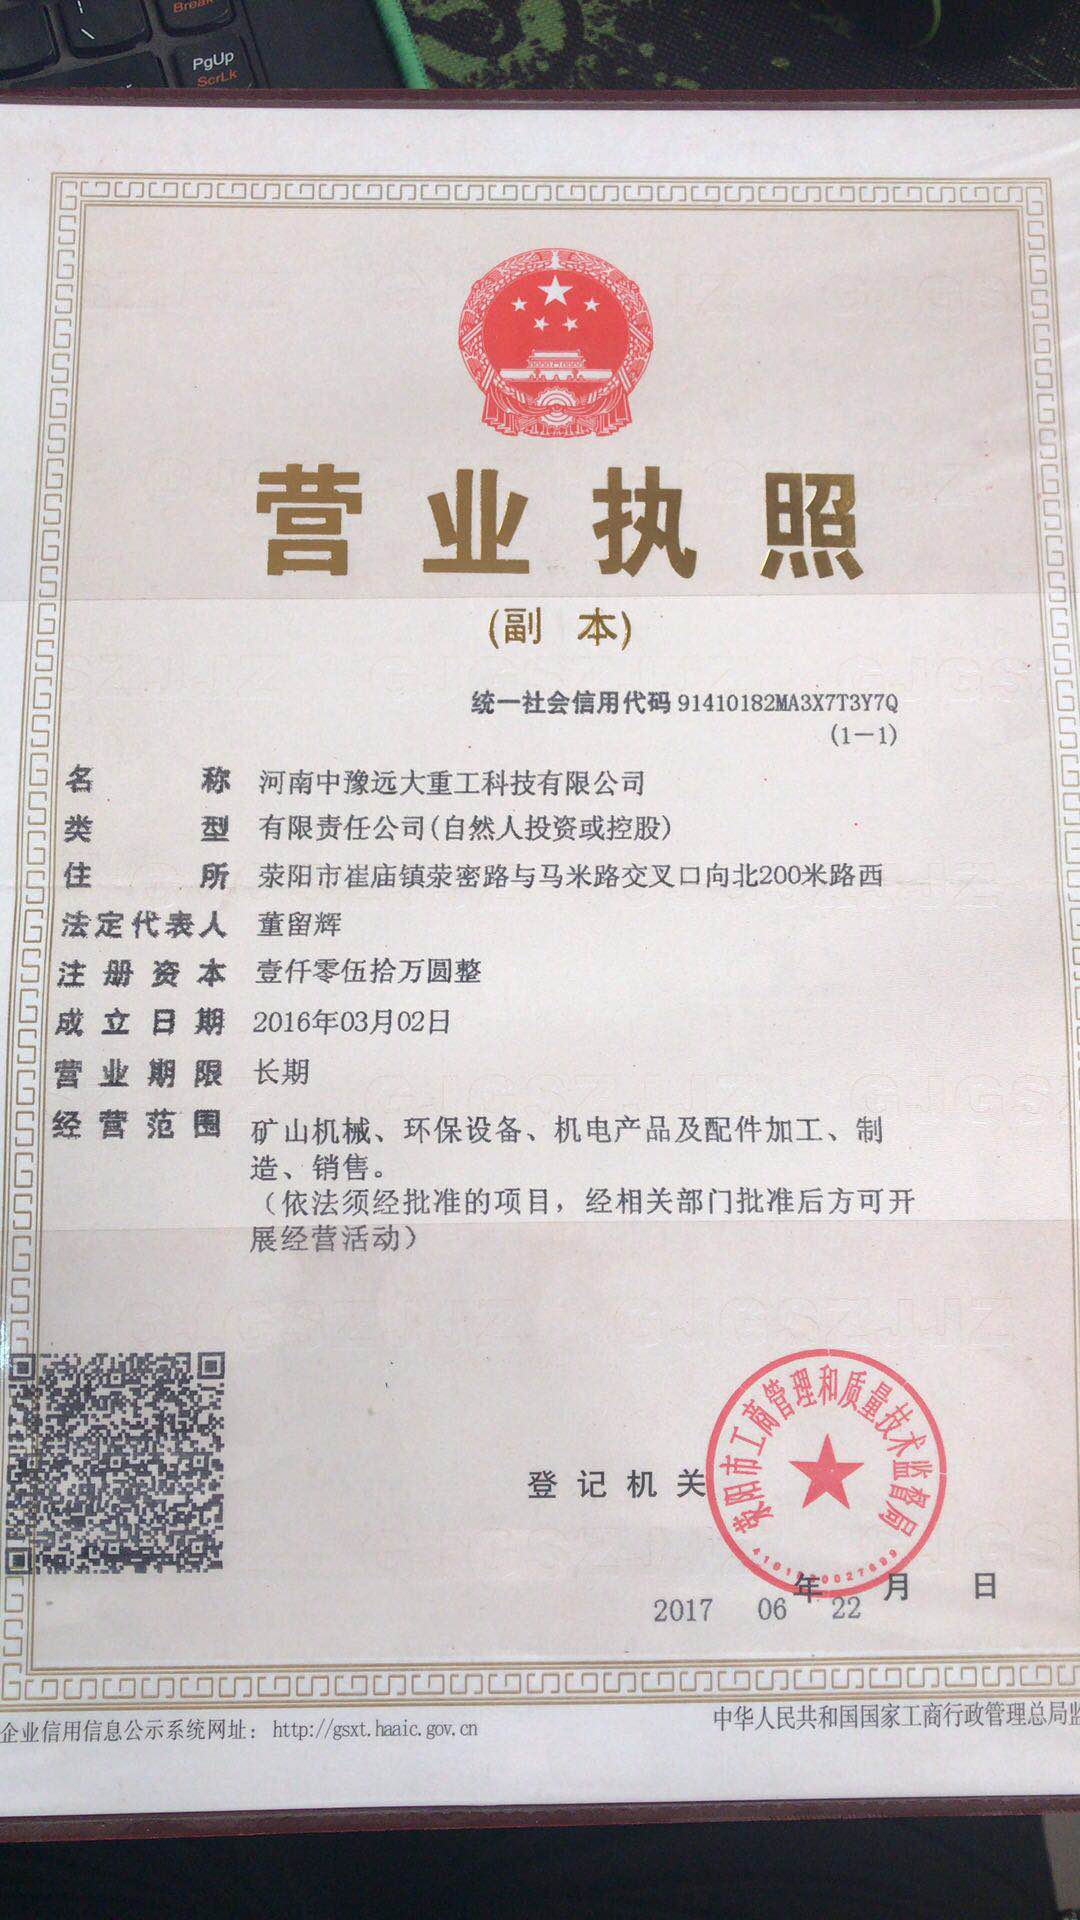 Break
PgUp
ScrLk
营业执照
(副 本)
统一社会信用代码 91410182MA3X7T3Y7Q
(1-1)
名 称 河南中豫远大重工科技有限公司
类 型 有限责任公司(自然人投资或控股)
住 所 荥阳市崔庙镇荥密路与马米路交叉口向北200米路西
法定代表人 董留辉
注册资本 壹仟零伍拾万圆整
成立日期 2016年03月02日
营业期限 长期
经营范围 矿山机械、环保设备、机电产品及配件加工、制
造、销售。
（依法须经批准的项目，经相关部门批准后方可开
展经营活动）
荥阳市工商管理和质量技术监督局
登记机关
年 月 日
2017 06 22
企业信用信息公示系统网址： http://gsxt.haaic.gov.cn
中华人民共和国国家工商行政管理总局监